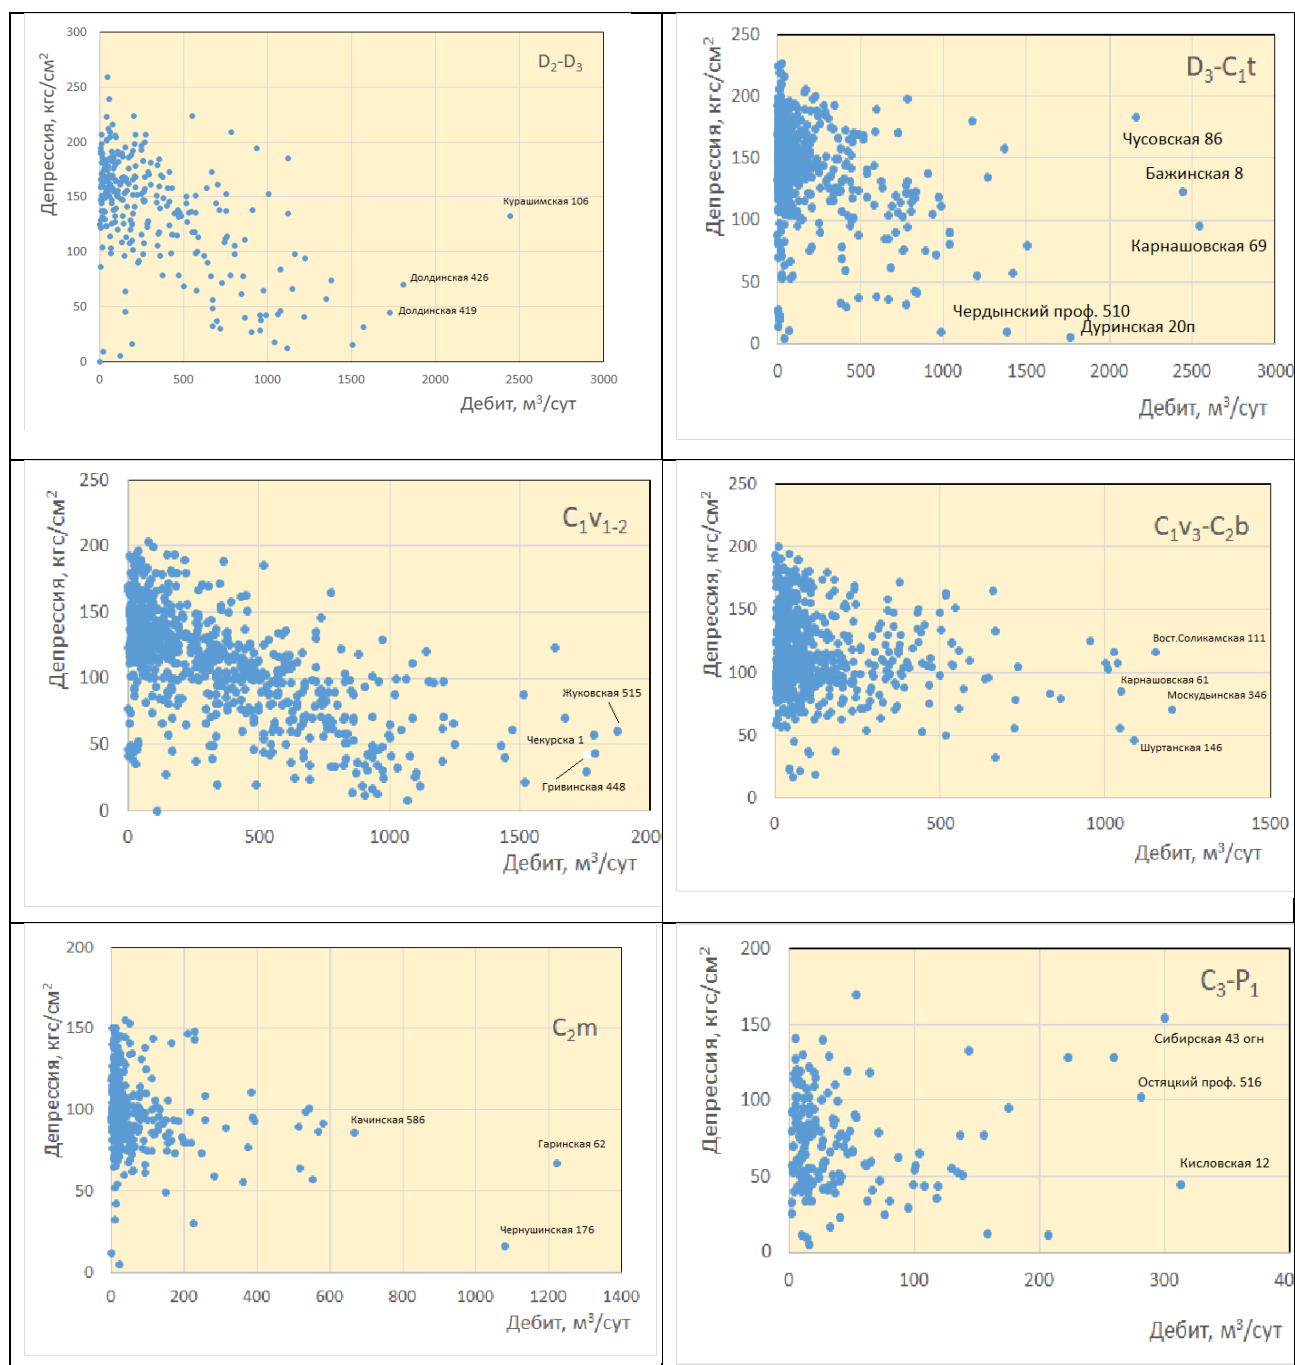 300
250
200
150
100
50
0
Депрессия, кгс/см²
D₂-D₃
Курашимская 106
Долдинская 426
Долдинская 419
0 500 1000 1500 2000 2500 3000
Дебит, м³/сут
250
200
150
100
50
0
Депрессия, кгс/см²
D₃-C₁t
Чусовская 86
Бажинская 8
Карнашовская 69
Чердынский проф. 510
Дуринская 20п
0 500 1000 1500 2000 2500 3000
Дебит, м³/сут
250
200
150
100
50
0
Депрессия, кгс/см²
C₁v₁₋₂
Жуковская 515
Чекурска 1
Гривинская 448
0 500 1000 1500 200
Дебит, м³/сут
250
200
150
100
50
0
Депрессия, кгс/см²
C₁v₃-C₂b
Вост.Соликамская 111
Карнашовская 61
Москудьинская 346
Шуртанская 146
0 500 1000 1500
Дебит, м³/сут
200
150
100
50
0
Депрессия, кгс/см²
C₂m
Качинская 586
Гаринская 62
Чернушинская 176
0 200 400 600 800 1000 1200 1400
Дебит, м³/сут
200
150
100
50
0
Депрессия, кгс/см²
C₃-P₁
Сибирская 43 огн
Остяцкий проф. 516
Кисловская 12
0 100 200 300 40
Дебит, м³/сут